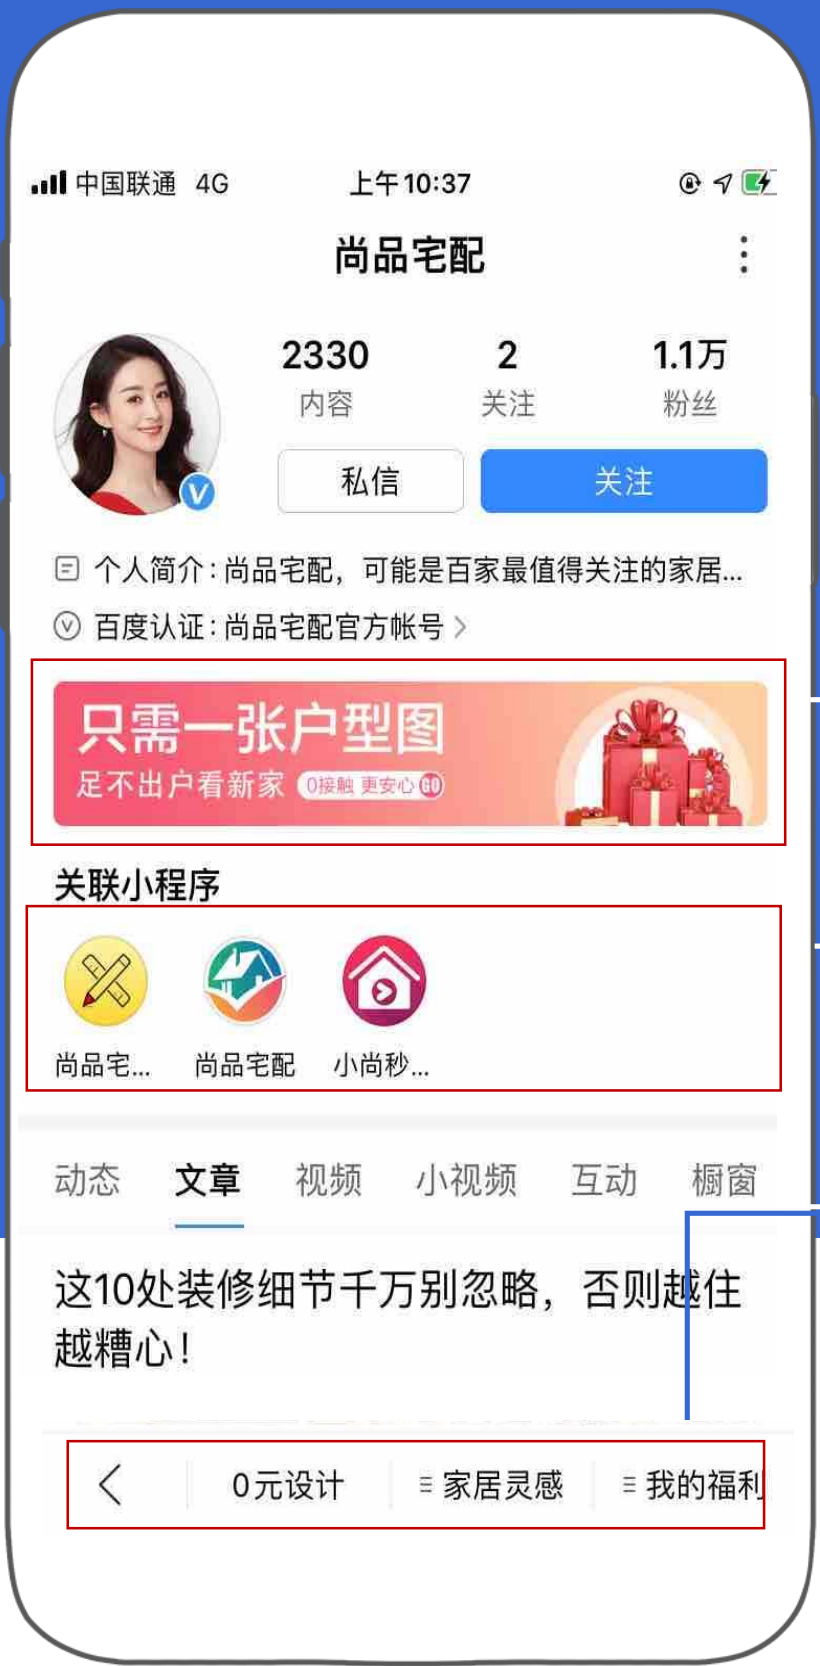 中国联通 4G 上午10:37
尚品宅配
2330 2 1.1万
内容 关注 粉丝
私信 关注
个人简介:尚品宅配，可能是百家最值得关注的家居...
百度认证:尚品宅配官方帐号
只需一张户型图
足不出户看新家 0接触 更安心 GO
关联小程序
尚品宅... 尚品宅配 小尚秒...
动态 文章 视频 小视频 互动 橱窗
这10处装修细节千万别忽略，否则越住
越糟心！
0元设计 家居灵感 我的福利